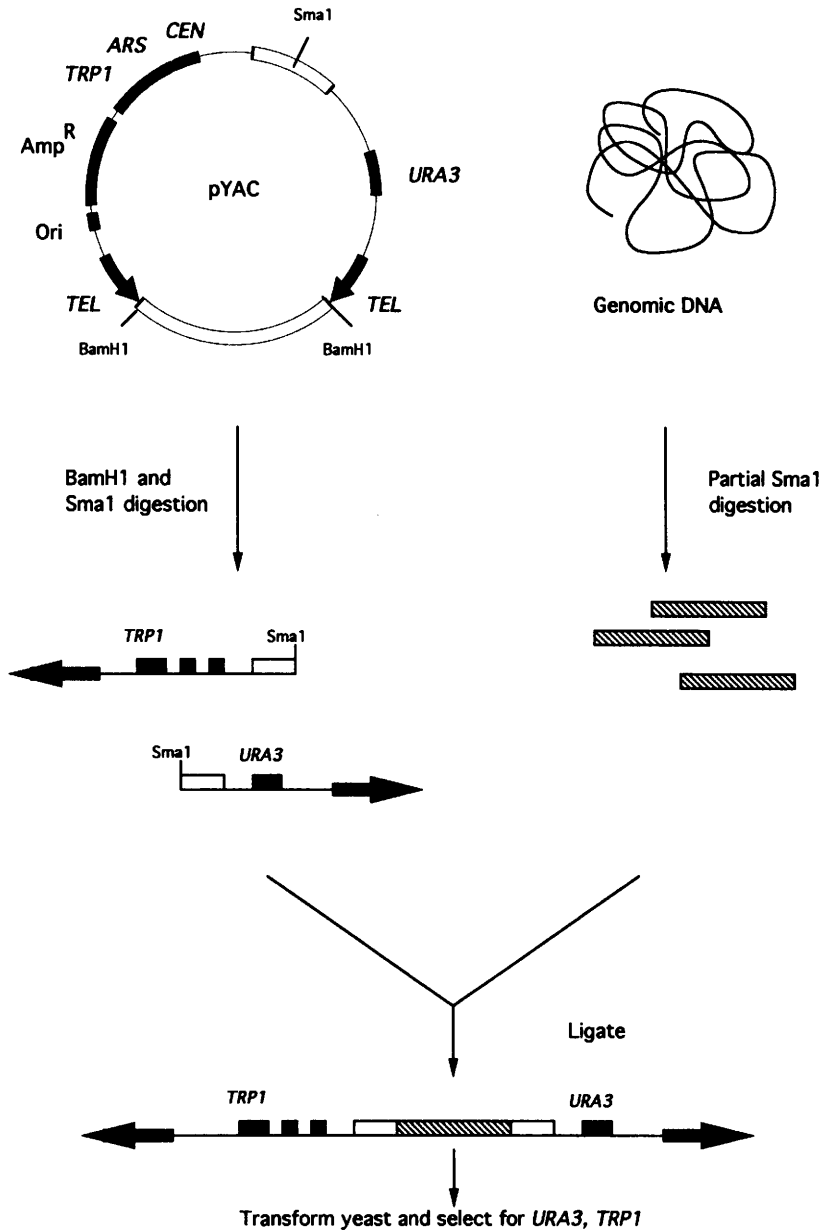 Sma1
CEN
ARS
TRP1
Amp^R
pYAC
URA3
Ori
TEL
TEL
BamH1
BamH1
Genomic DNA
BamH1 and
Sma1 digestion
Partial Sma1
digestion
TRP1
Sma1
Sma1
URA3
Ligate
TRP1
URA3
Transform yeast and select for URA3, TRP1